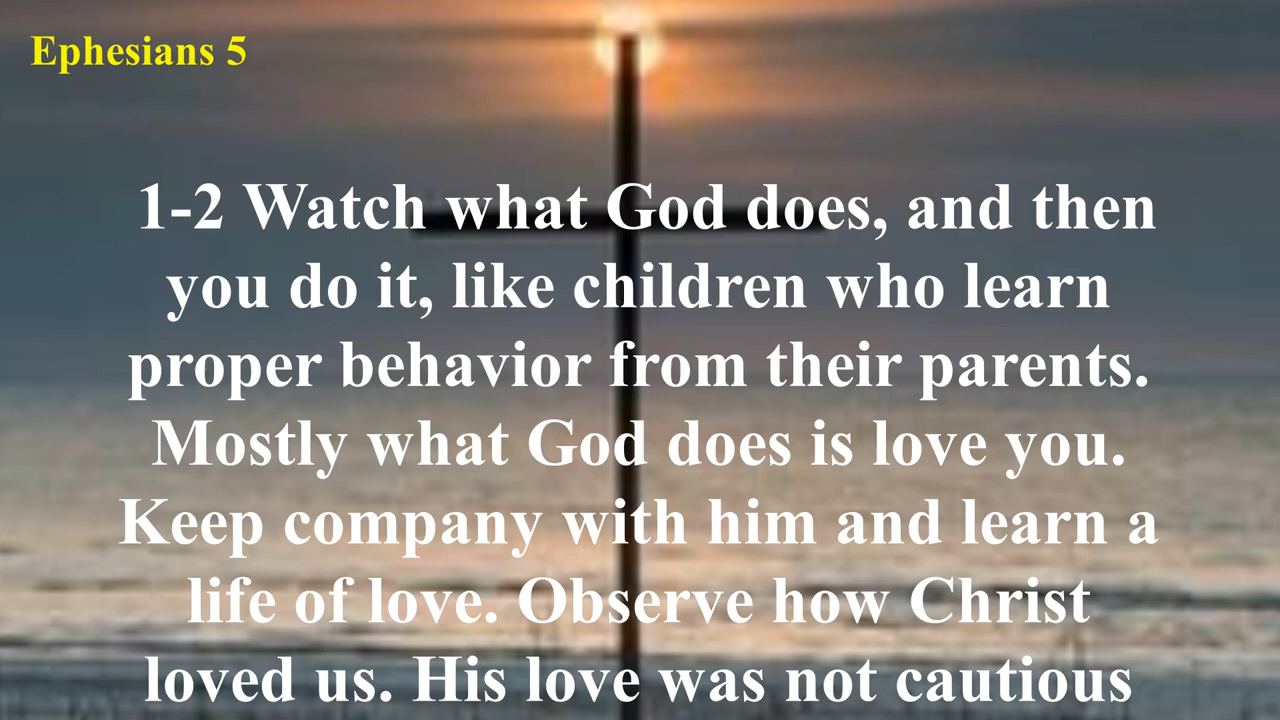 Ephesians 5
1-2 Watch what God does, and then
you do it, like children who learn
proper behavior from their parents.
Mostly what God does is love you.
Keep company with him and learn a
life of love. Observe how Christ
loved us. His love was not cautious